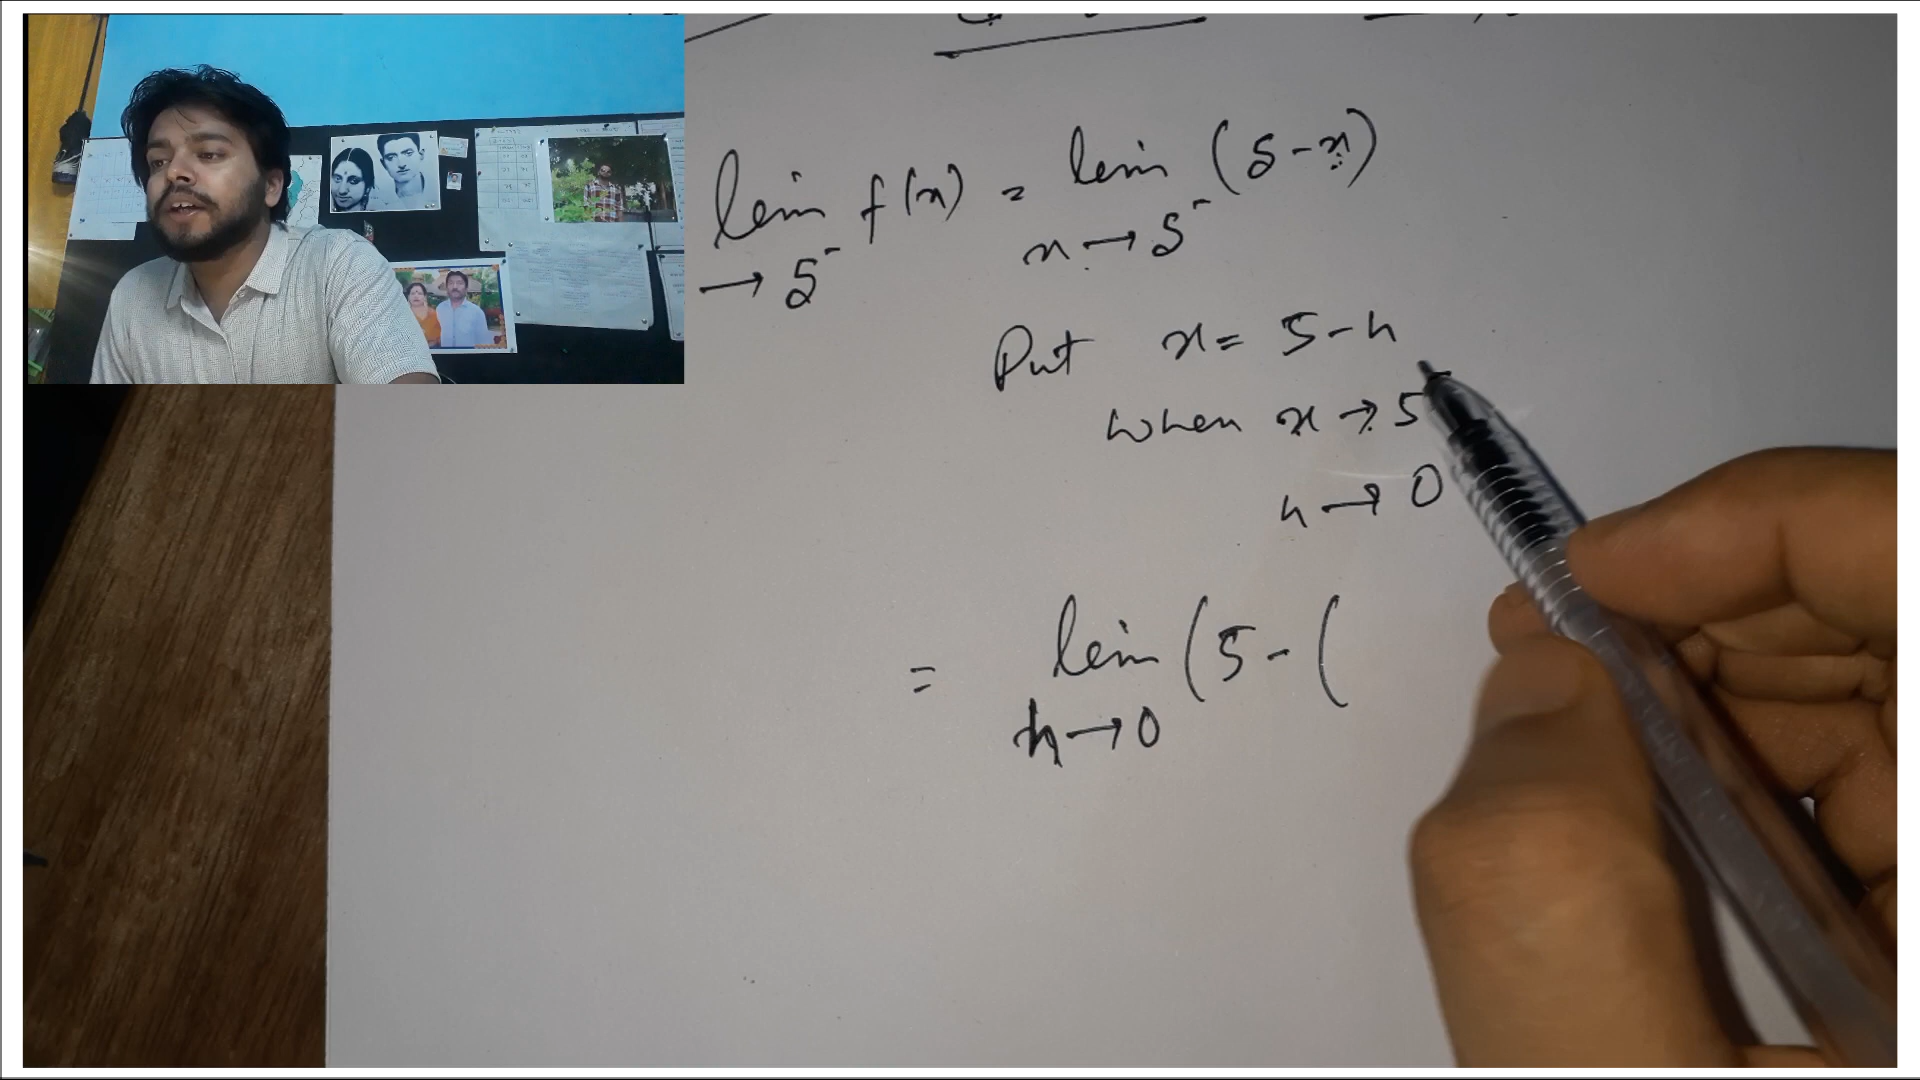 lim f(x) = lim (5-x)
→ 5⁻ x → 5⁻
Put x = 5-h
when x → 5
h → 0
= lim (5-(
h → 0